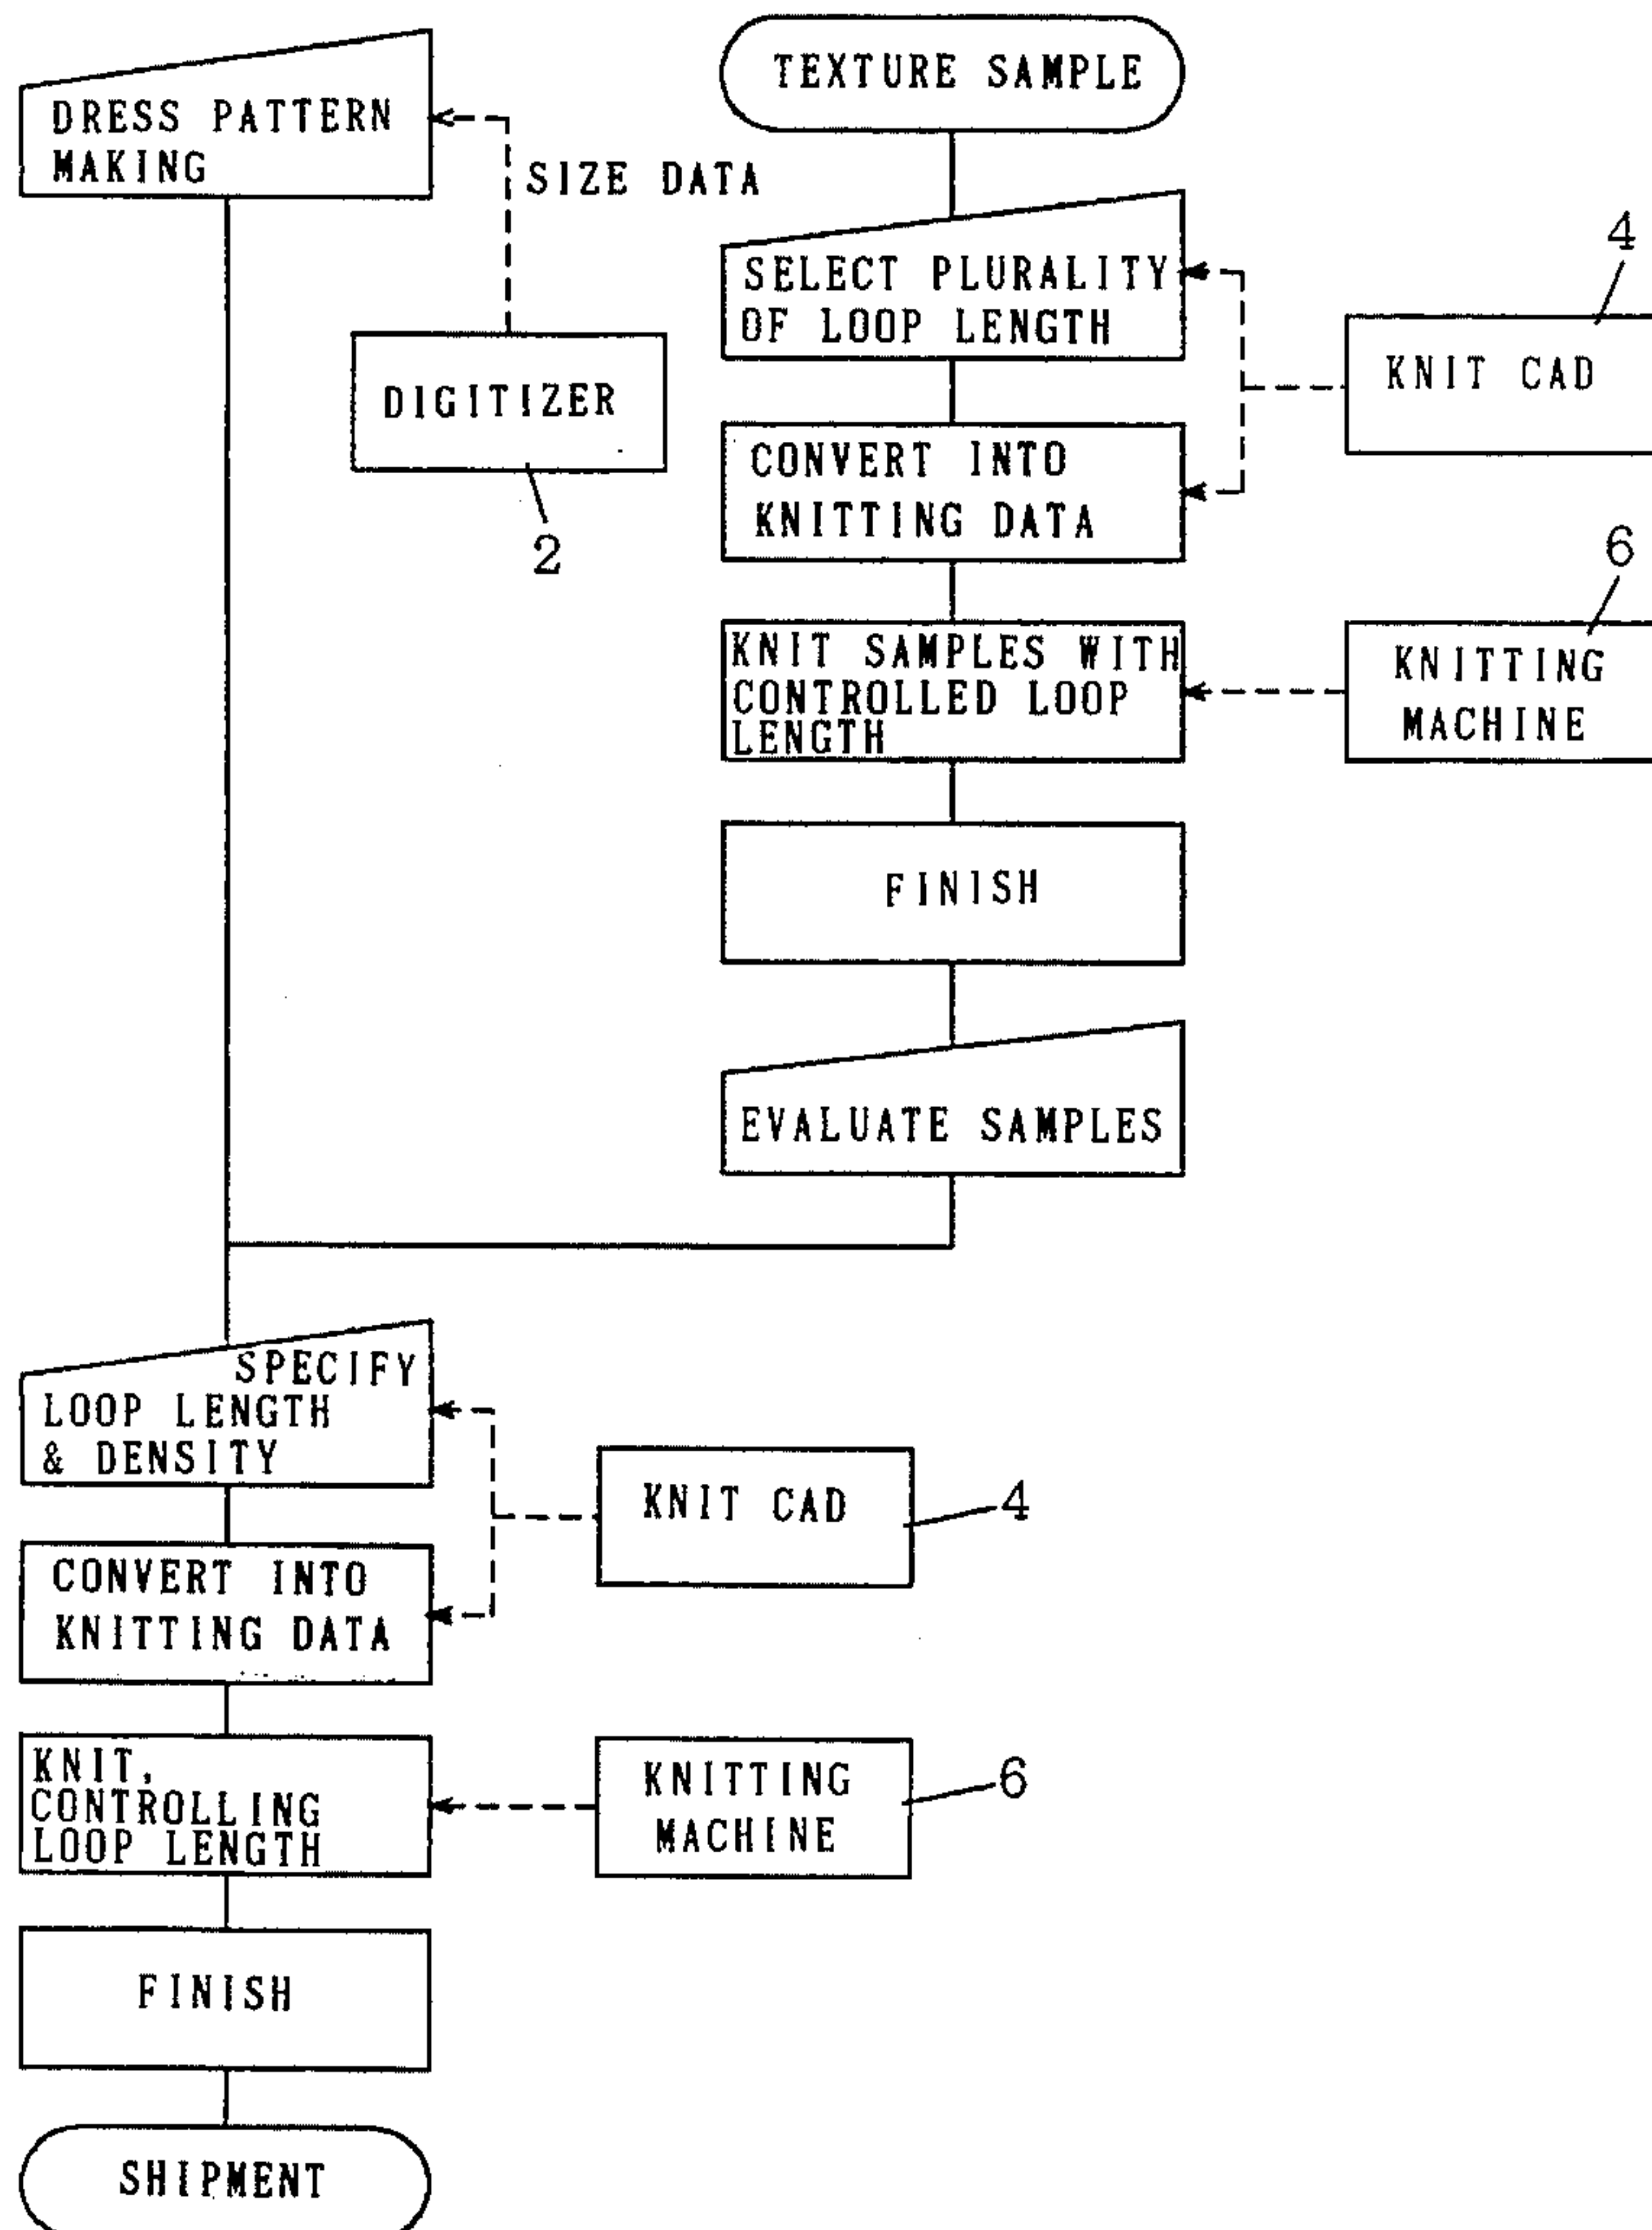 TEXTURE SAMPLE
DRESS PATTERN
MAKING
SIZE DATA
DIGITIZER
2
SELECT PLURALITY
OF LOOP LENGTH
4
KNIT CAD
CONVERT INTO
KNITTING DATA
6
KNIT SAMPLES WITH
CONTROLLED LOOP
LENGTH
KNITTING
MACHINE
FINISH
EVALUATE SAMPLES
SPECIFY
LOOP LENGTH
& DENSITY
KNIT CAD
4
CONVERT INTO
KNITTING DATA
KNIT,
CONTROLLING
LOOP LENGTH
KNITTING
MACHINE
6
FINISH
SHIPMENT